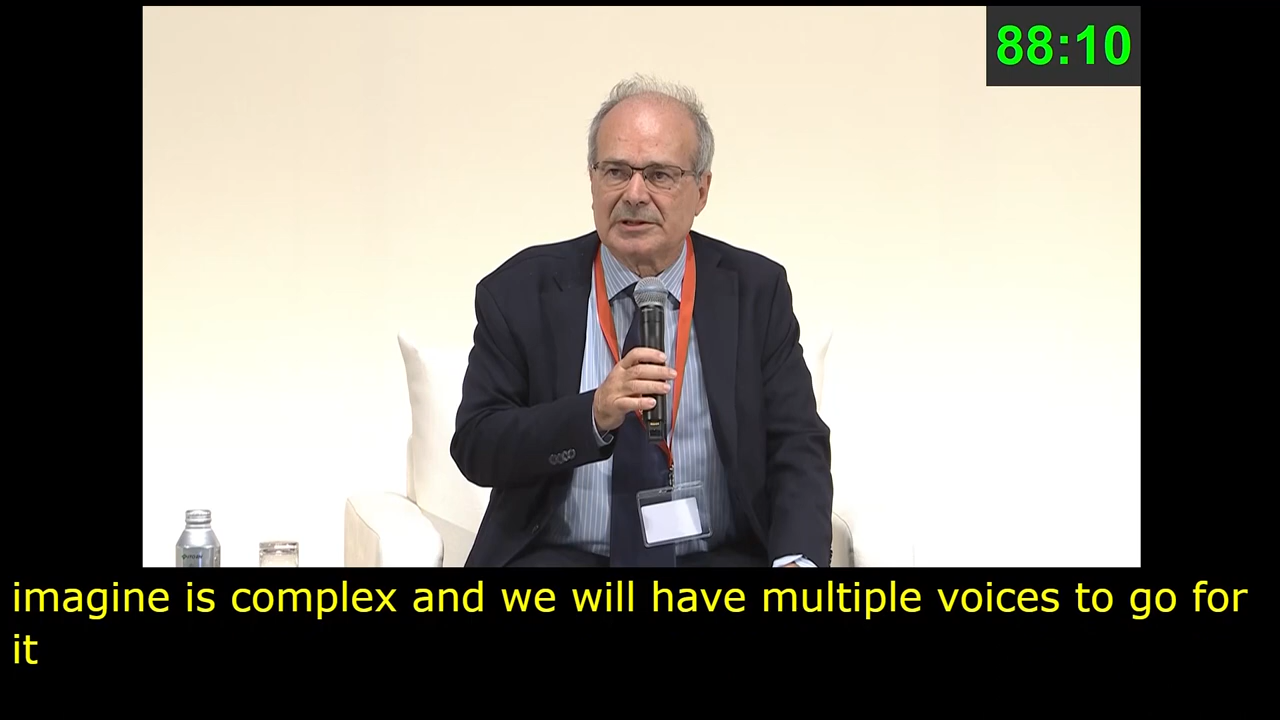 88:10
imagine is complex and we will have multiple voices to go for
it